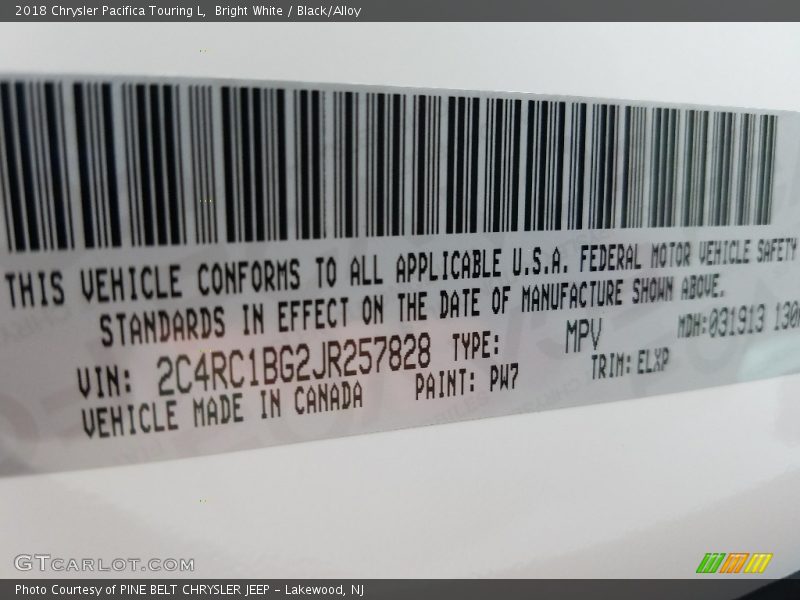 2018 Chrysler Pacifica Touring L, Bright White / Black/Alloy
THIS VEHICLE CONFORMS TO ALL APPLICABLE U.S.A. FEDERAL MOTOR VEHICLE SAFETY
STANDARDS IN EFFECT ON THE DATE OF MANUFACTURE SHOWN ABOVE.
VIN: 2C4RC1BG2JR257828 TYPE: MPV MDH:031913 130
VEHICLE MADE IN CANADA PAINT: PW7 TRIM: ELXP
GTCARLOT.COM
Photo Courtesy of PINE BELT CHRYSLER JEEP – Lakewood, NJ